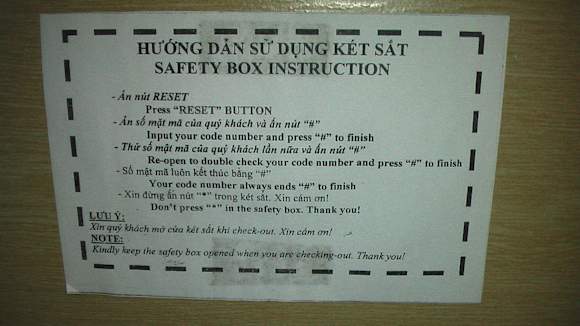 HƯỚNG DẪN SỬ DỤNG KÉT SẮT
SAFETY BOX INSTRUCTION
- Ấn nút RESET
Press “RESET” BUTTON
- Ấn số mật mã của quý khách và ấn nút “#”
Input your code number and press “#” to finish
- Thử số mật mã của quý khách lần nữa và ấn nút “#”
Re-open to double check your code number and press “#” to finish
- Số mật mã luôn kết thúc bằng “#”
Your code number always ends “#” to finish
- Xin đừng ấn nút “*” trong két sắt. Xin cám ơn!
Don't press “*” in the safety box. Thank you!
LƯU Ý:
Xin quý khách mở cửa két sắt khi check-out. Xin cám ơn!
NOTE:
Kindly keep the safety box opened when you are checking-out. Thank you!